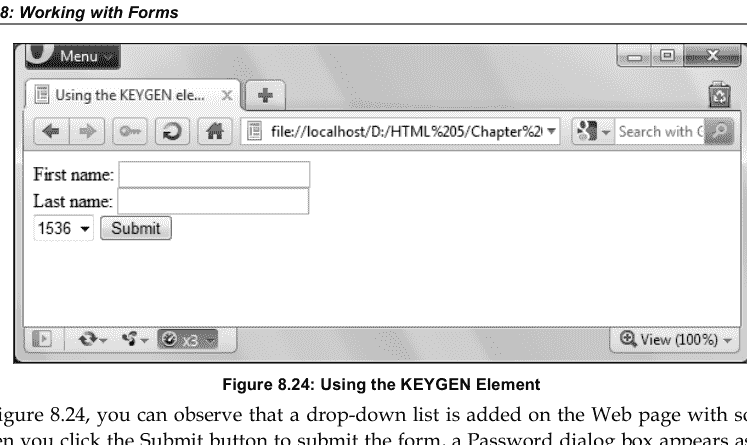 8: Working with Forms
Menu
Using the KEYGEN ele...
file://localhost/D:/HTML%205/Chapter%2
Search with
First name:
Last name:
1536 Submit
x3 View (100%)
Figure 8.24: Using the KEYGEN Element
igure 8.24, you can observe that a drop-down list is added on the Web page with
en you click the Submit button to submit the form, a Password dialog box appears as